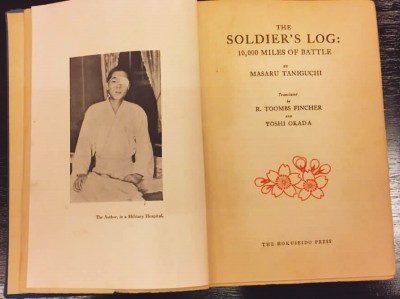 The Author, in a Military Hospital.
THE
SOLDIER'S LOG:
10,000 MILES OF BATTLE
BY
MASARU TANIGUCHI
Translated
by
R. TOOMBS FINCHER
AND
YOSHI OKADA
THE HOKUSEIDO PRESS